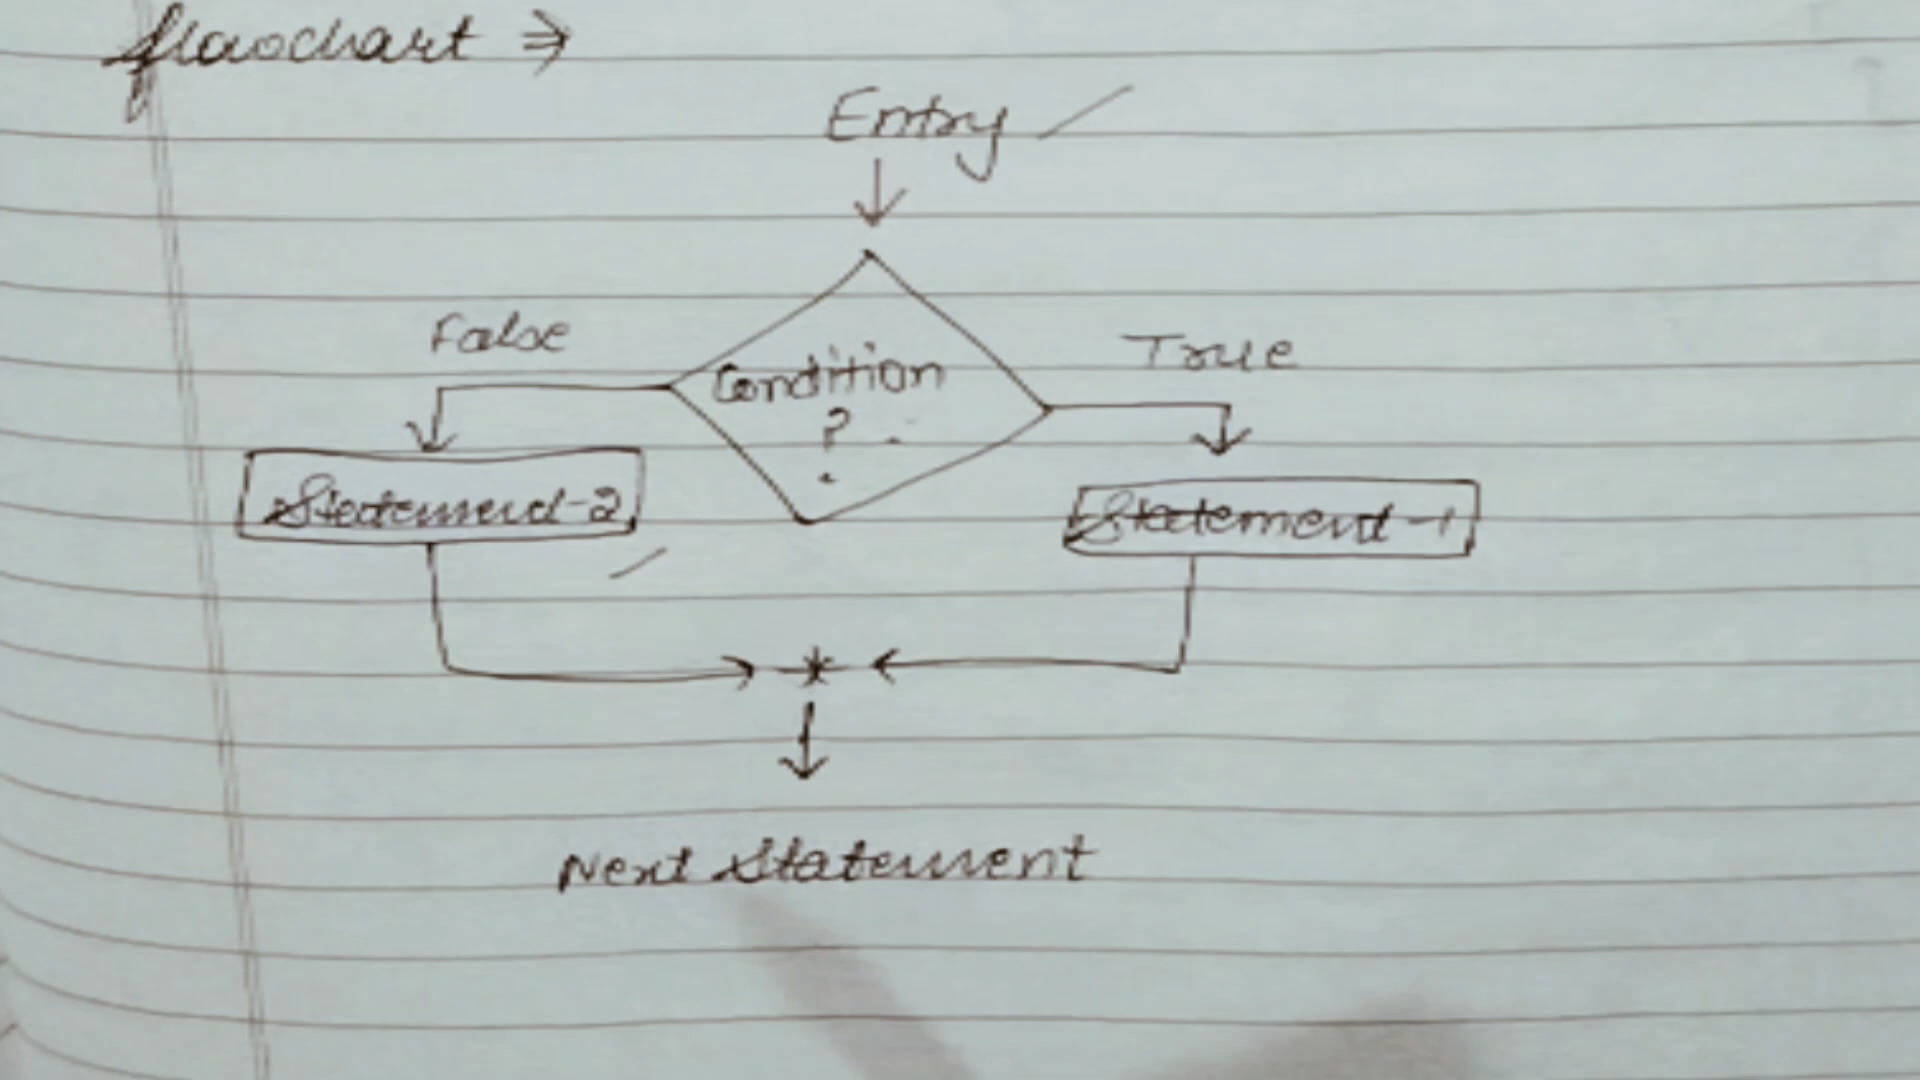 flowchart ⇒
Entry
False
True
Condition
?
Statement-2
Statement-1
Next Statement